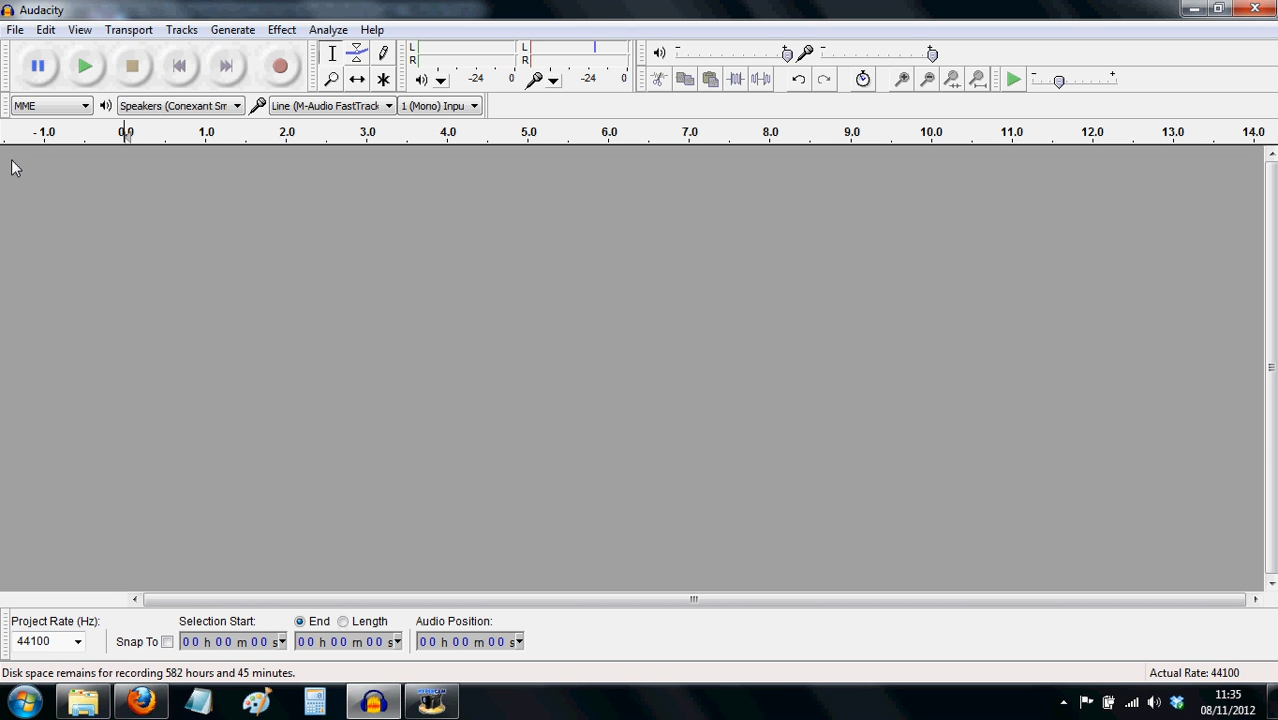 Audacity
File Edit View Transport Tracks Generate Effect Analyze Help
L R -24 0 L R -24 0
MME Speakers (Conexant Sm Line (M-Audio FastTrack 1 (Mono) Inpu
- 1.0 0.0 1.0 2.0 3.0 4.0 5.0 6.0 7.0 8.0 9.0 10.0 11.0 12.0 13.0 14.0
Project Rate (Hz): Selection Start: End Length Audio Position:
44100 Snap To 00 h 00 m 00 s 00 h 00 m 00 s 00 h 00 m 00 s
Disk space remains for recording 582 hours and 45 minutes. Actual Rate: 44100
11:35
08/11/2012